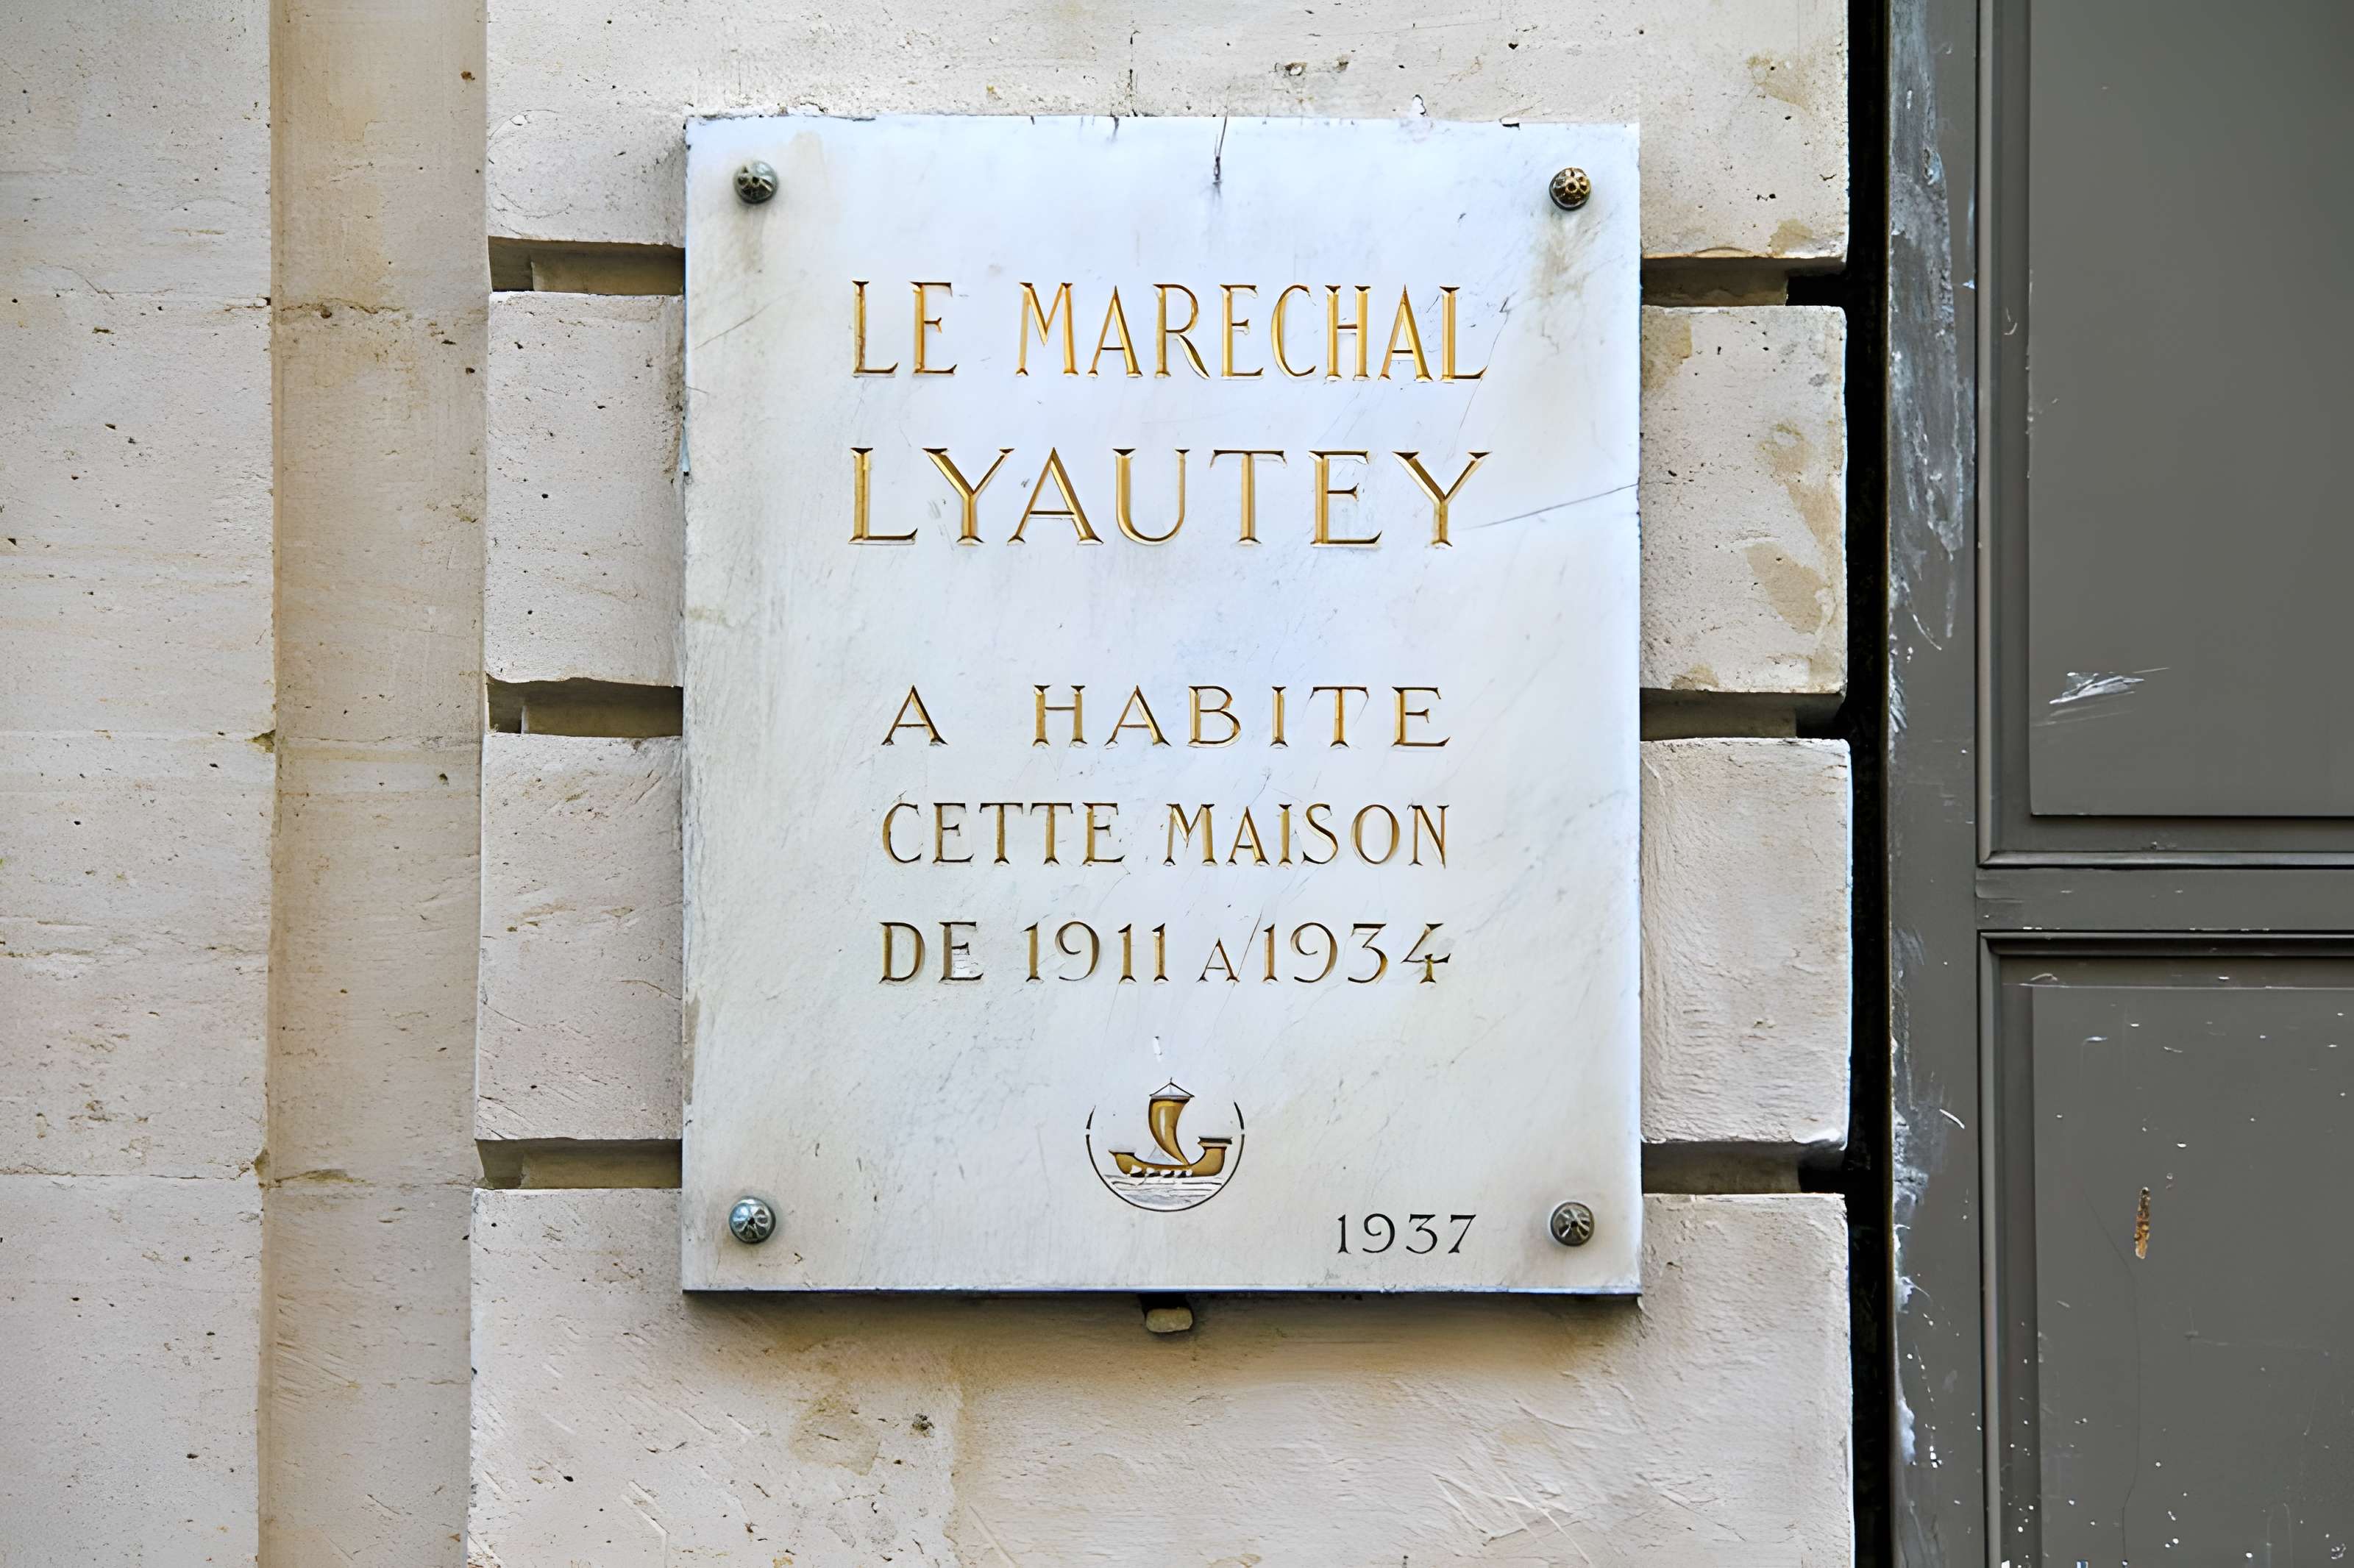 LE MARECHAL
LYAUTEY
A HABITE
CETTE MAISON
DE 1911 A 1934
1937